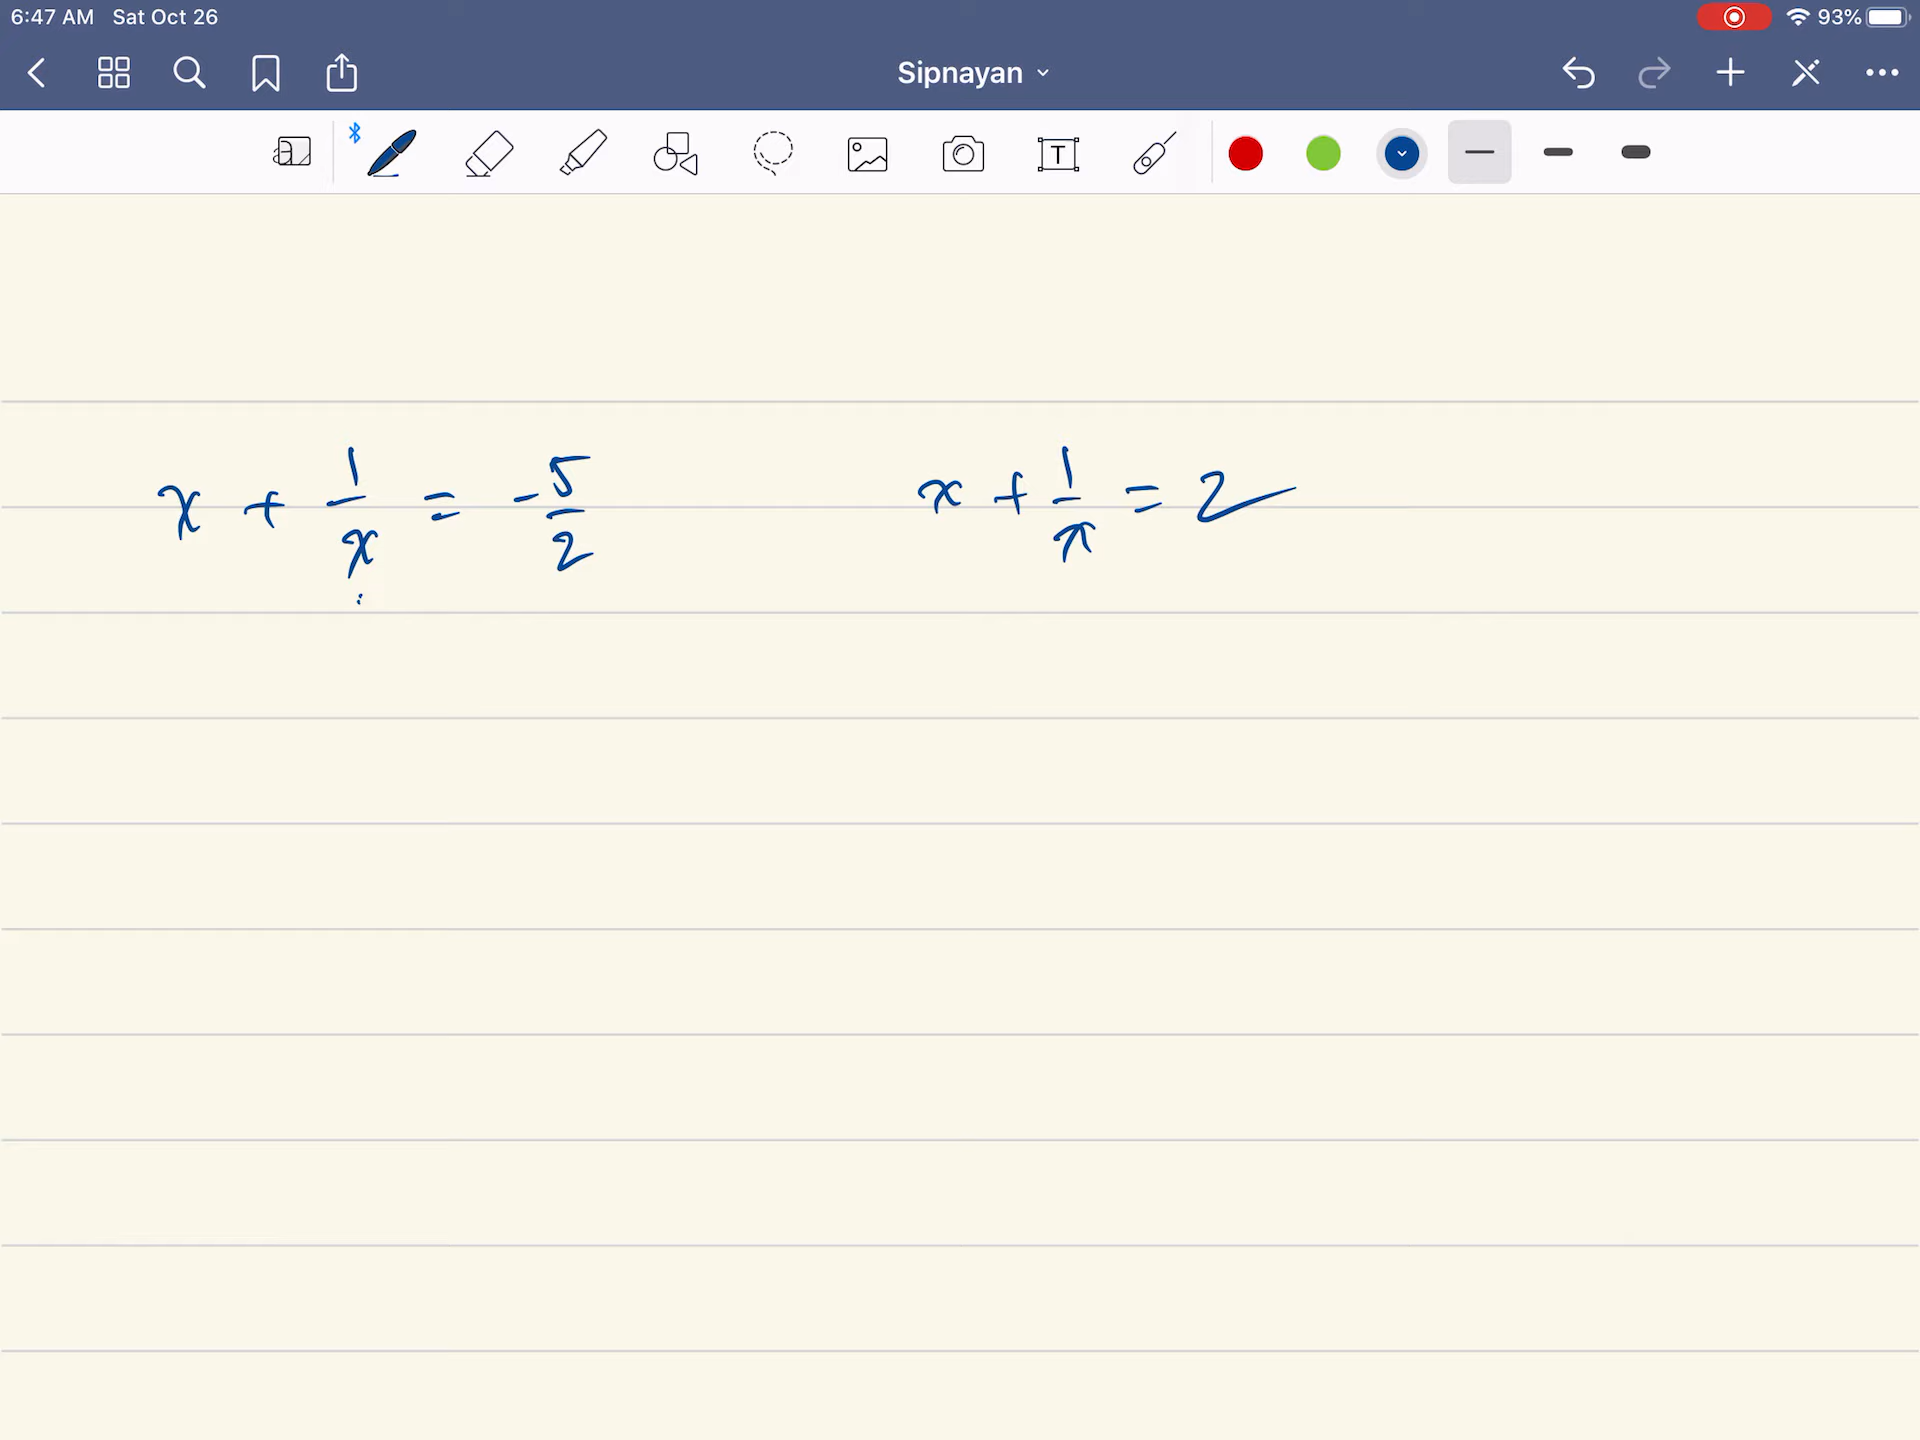 6:47 AM Sat Oct 26 93%
Sipnayan
a T
x + 1/x = -5/2 x + 1/x = 2